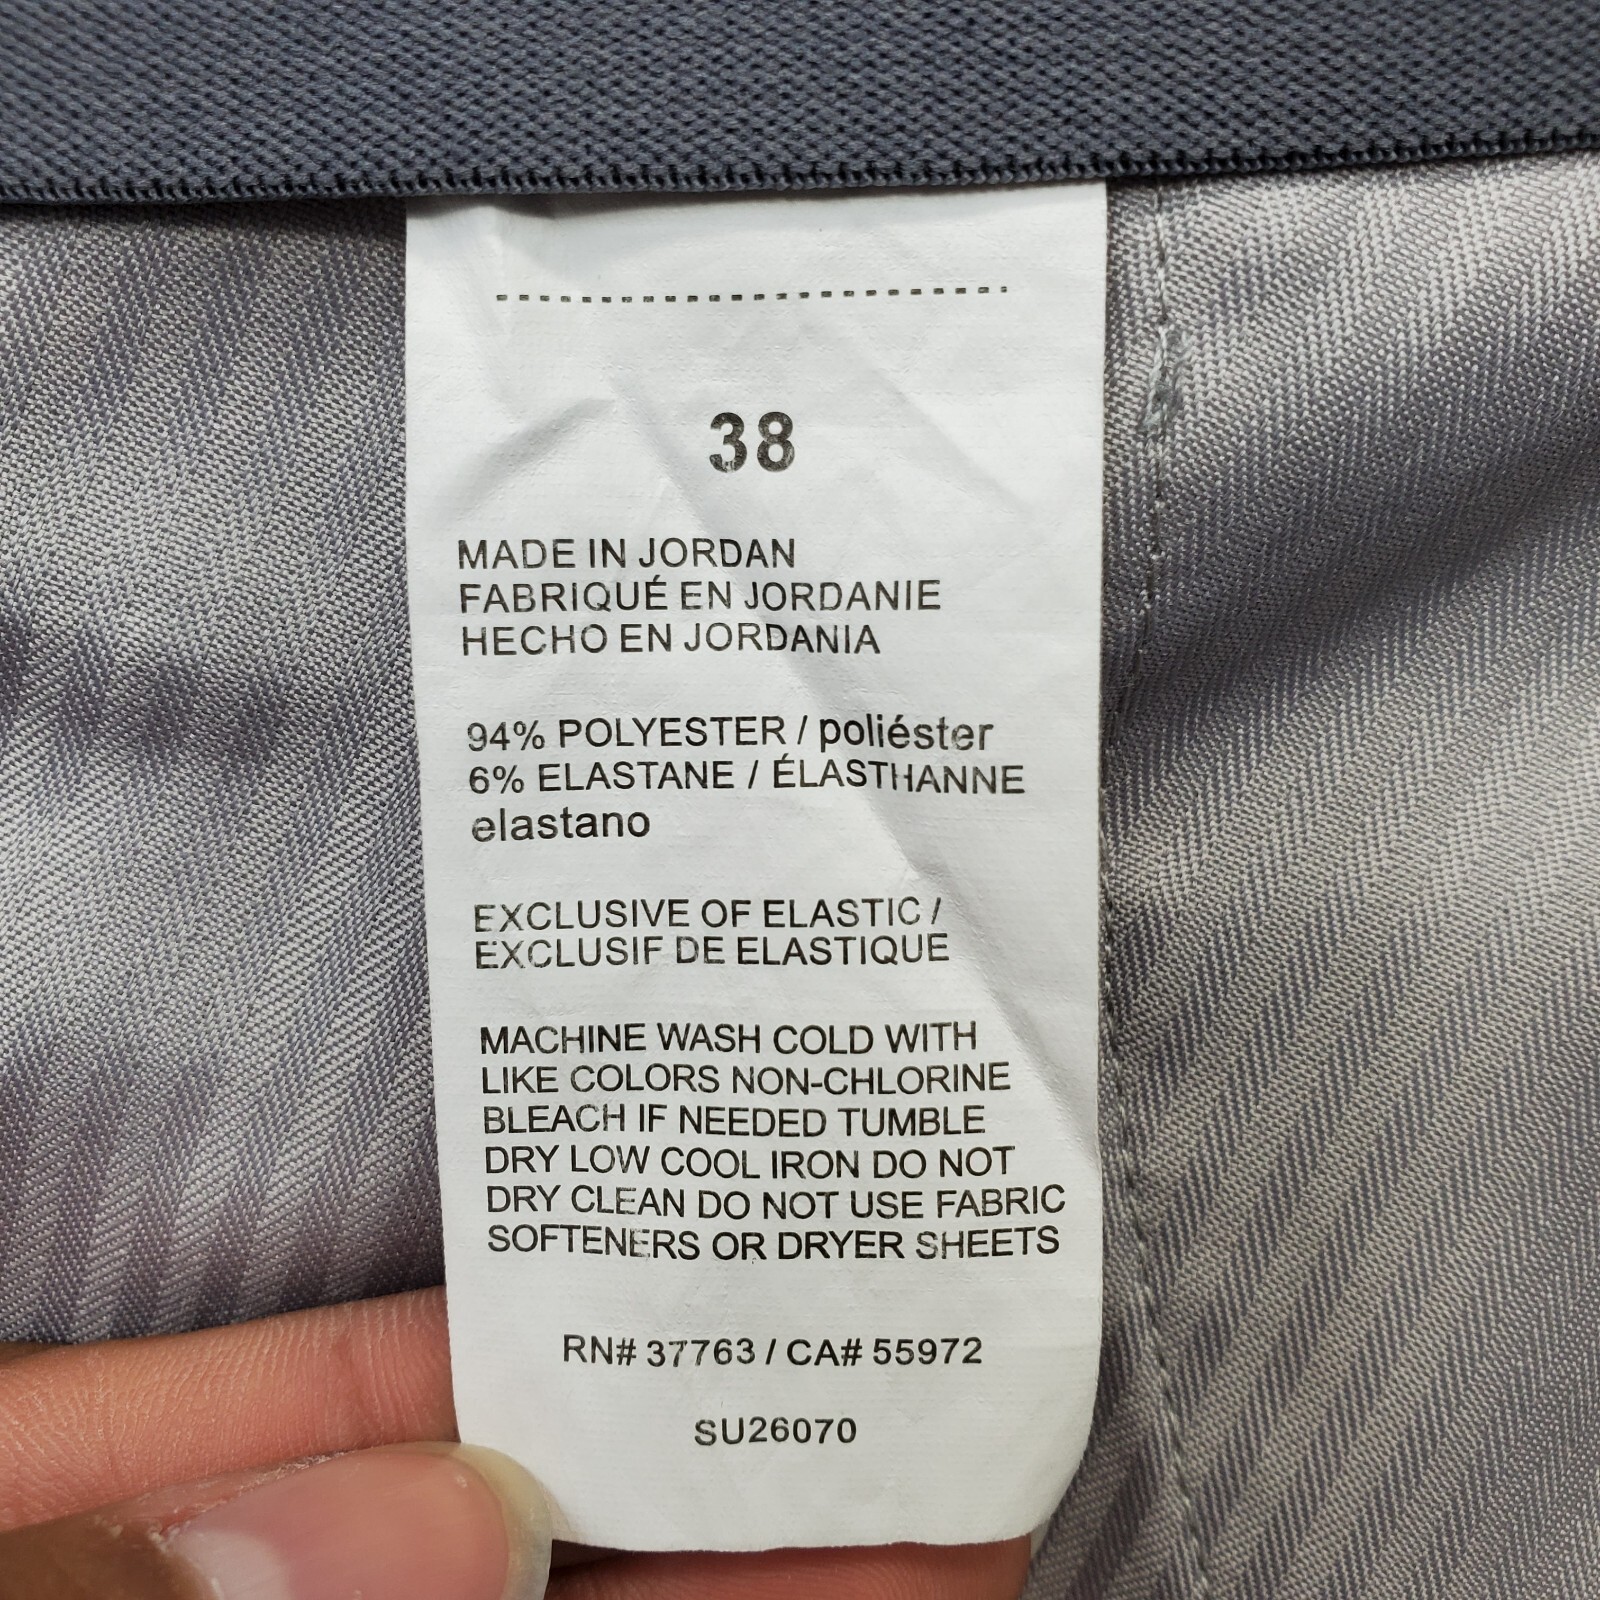 38
MADE IN JORDAN
FABRIQUÉ EN JORDANIE
HECHO EN JORDANIA
94% POLYESTER / poliéster
6% ELASTANE / ÉLASTHANNE
elastano
EXCLUSIVE OF ELASTIC /
EXCLUSIF DE ELASTIQUE
MACHINE WASH COLD WITH
LIKE COLORS NON-CHLORINE
BLEACH IF NEEDED TUMBLE
DRY LOW COOL IRON DO NOT
DRY CLEAN DO NOT USE FABRIC
SOFTENERS OR DRYER SHEETS
RN# 37763 / CA# 55972
SU26070